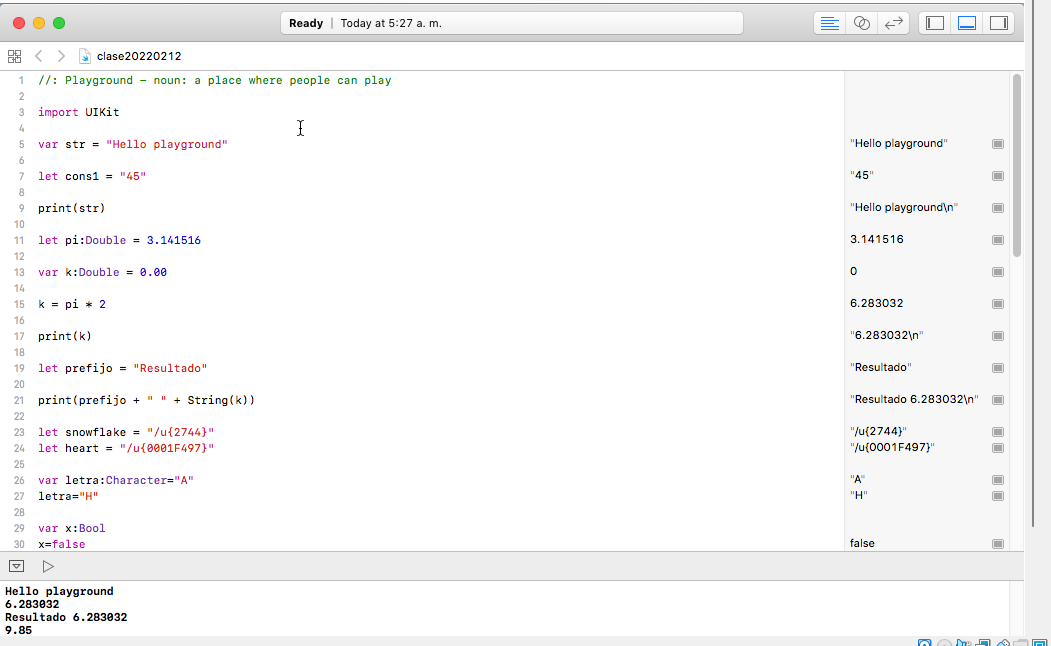 Ready | Today at 5:27 a. m.
clase20220212
1 //: Playground - noun: a place where people can play
2
3 import UIKit
4
5 var str = "Hello playground" "Hello playground"
6
7 let cons1 = "45" "45"
8
9 print(str) "Hello playground\n"
10
11 let pi:Double = 3.141516 3.141516
12
13 var k:Double = 0.00 0
14
15 k = pi * 2 6.283032
16
17 print(k) "6.283032\n"
18
19 let prefijo = "Resultado" "Resultado"
20
21 print(prefijo + " " + String(k)) "Resultado 6.283032\n"
22
23 let snowflake = "/u{2744}" "/u{2744}"
24 let heart = "/u{0001F497}" "/u{0001F497}"
25
26 var letra:Character="A" "A"
27 letra="H" "H"
28
29 var x:Bool
30 x=false false
Hello playground
6.283032
Resultado 6.283032
9.85